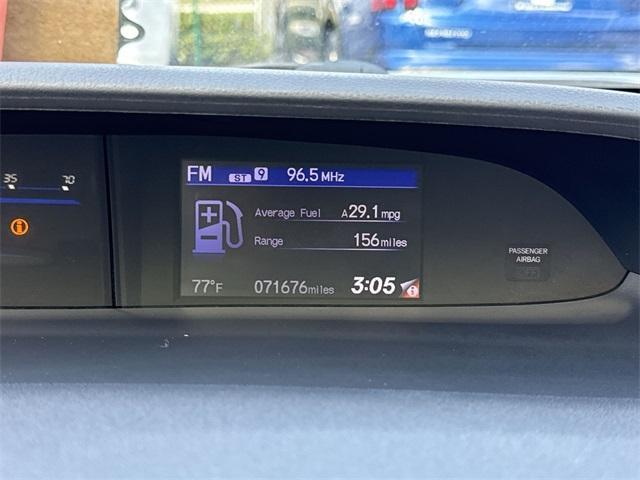 35 70
FM ST 9 96.5 MHz
Average Fuel A29.1 mpg
Range 156 miles
77°F 071676 miles 3:05
PASSENGER
AIRBAG
OFF